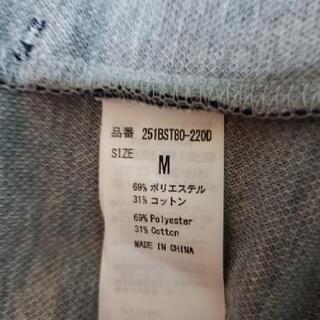 品番 251BST80-220D
SIZE M
69% ポリエステル
31% コットン
69% Polyester
31% Cotton
MADE IN CHINA